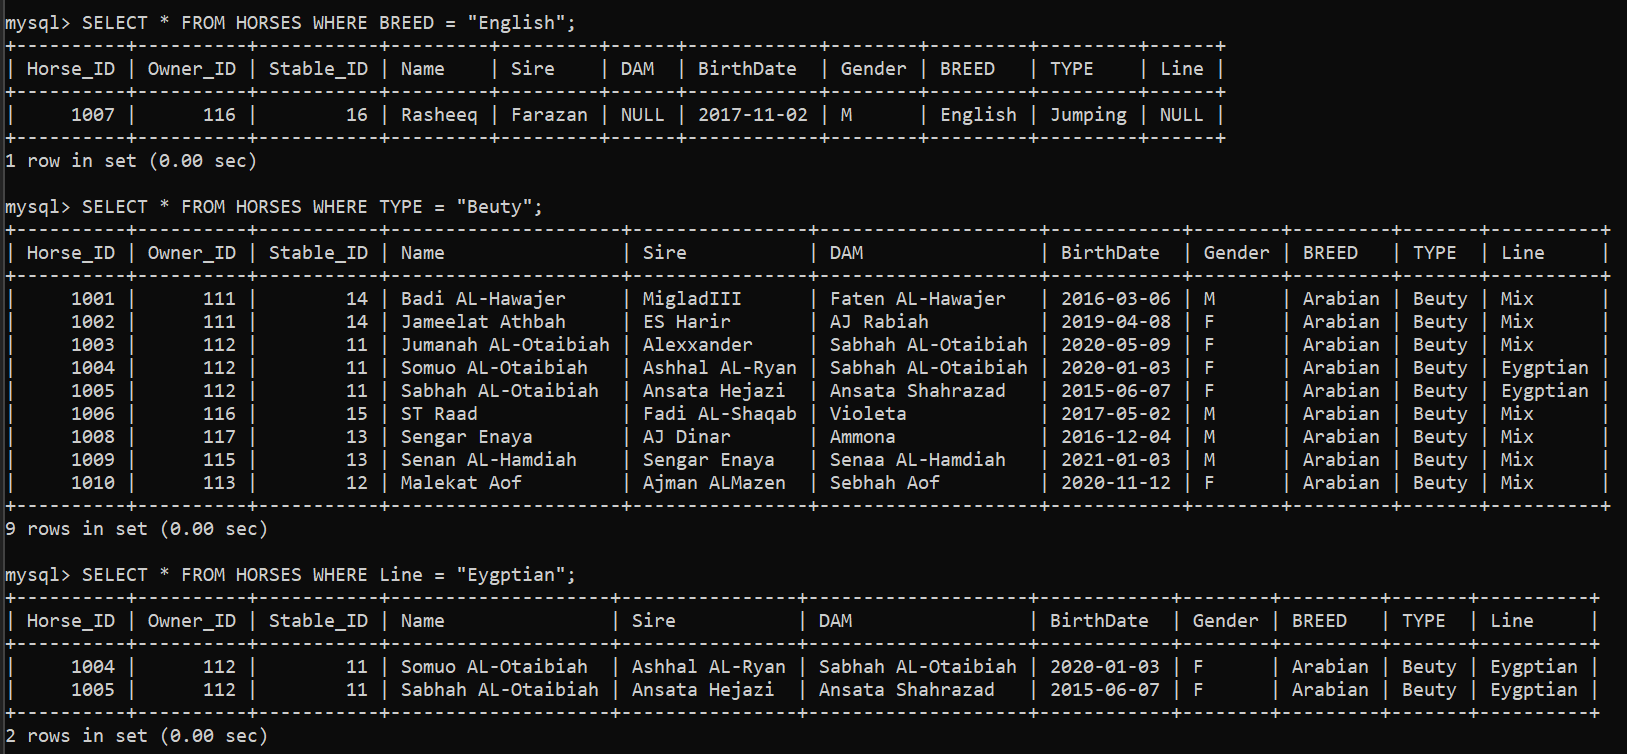 mysql> SELECT * FROM HORSES WHERE BREED = "English";
+----------+----------+-----------+---------+---------+------+------------+--------+---------+---------+------+
| Horse_ID | Owner_ID | Stable_ID | Name    | Sire    | DAM  | BirthDate  | Gender | BREED   | TYPE    | Line |
+----------+----------+-----------+---------+---------+------+------------+--------+---------+---------+------+
|     1007 |      116 |        16 | Rasheeq | Farazan | NULL | 2017-11-02 | M      | English | Jumping | NULL |
+----------+----------+-----------+---------+---------+------+------------+--------+---------+---------+------+
1 row in set (0.00 sec)
mysql> SELECT * FROM HORSES WHERE TYPE = "Beuty";
+----------+----------+-----------+---------------------+----------------+--------------------+------------+--------+---------+-------+----------+
| Horse_ID | Owner_ID | Stable_ID | Name                | Sire           | DAM                | BirthDate  | Gender | BREED   | TYPE  | Line     |
+----------+----------+-----------+---------------------+----------------+--------------------+------------+--------+---------+-------+----------+
|     1001 |      111 |        14 | Badi AL-Hawajer     | MigladIII      | Faten AL-Hawajer   | 2016-03-06 | M      | Arabian | Beuty | Mix      |
|     1002 |      111 |        14 | Jameelat Athbah     | ES Harir       | AJ Rabiah          | 2019-04-08 | F      | Arabian | Beuty | Mix      |
|     1003 |      112 |        11 | Jumanah AL-Otaibiah | Alexxander     | Sabhah AL-Otaibiah | 2020-05-09 | F      | Arabian | Beuty | Mix      |
|     1004 |      112 |        11 | Somuo AL-Otaibiah   | Ashhal AL-Ryan | Sabhah AL-Otaibiah | 2020-01-03 | F      | Arabian | Beuty | Eygptian |
|     1005 |      112 |        11 | Sabhah AL-Otaibiah  | Ansata Hejazi  | Ansata Shahrazad   | 2015-06-07 | F      | Arabian | Beuty | Eygptian |
|     1006 |      116 |        15 | ST Raad             | Fadi AL-Shaqab | Violeta            | 2017-05-02 | M      | Arabian | Beuty | Mix      |
|     1008 |      117 |        13 | Sengar Enaya        | AJ Dinar       | Ammona             | 2016-12-04 | M      | Arabian | Beuty | Mix      |
|     1009 |      115 |        13 | Senan AL-Hamdiah    | Sengar Enaya   | Senaa AL-Hamdiah   | 2021-01-03 | M      | Arabian | Beuty | Mix      |
|     1010 |      113 |        12 | Malekat Aof         | Ajman ALMazen  | Sebhah Aof         | 2020-11-12 | F      | Arabian | Beuty | Mix      |
+----------+----------+-----------+---------------------+----------------+--------------------+------------+--------+---------+-------+----------+
9 rows in set (0.00 sec)
mysql> SELECT * FROM HORSES WHERE Line = "Eygptian";
+----------+----------+-----------+--------------------+----------------+--------------------+------------+--------+---------+-------+----------+
| Horse_ID | Owner_ID | Stable_ID | Name               | Sire           | DAM                | BirthDate  | Gender | BREED   | TYPE  | Line     |
+----------+----------+-----------+--------------------+----------------+--------------------+------------+--------+---------+-------+----------+
|     1004 |      112 |        11 | Somuo AL-Otaibiah  | Ashhal AL-Ryan | Sabhah AL-Otaibiah | 2020-01-03 | F      | Arabian | Beuty | Eygptian |
|     1005 |      112 |        11 | Sabhah AL-Otaibiah | Ansata Hejazi  | Ansata Shahrazad   | 2015-06-07 | F      | Arabian | Beuty | Eygptian |
+----------+----------+-----------+--------------------+----------------+--------------------+------------+--------+---------+-------+----------+
2 rows in set (0.00 sec)